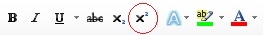 B I U abc x₂ x² A ab A